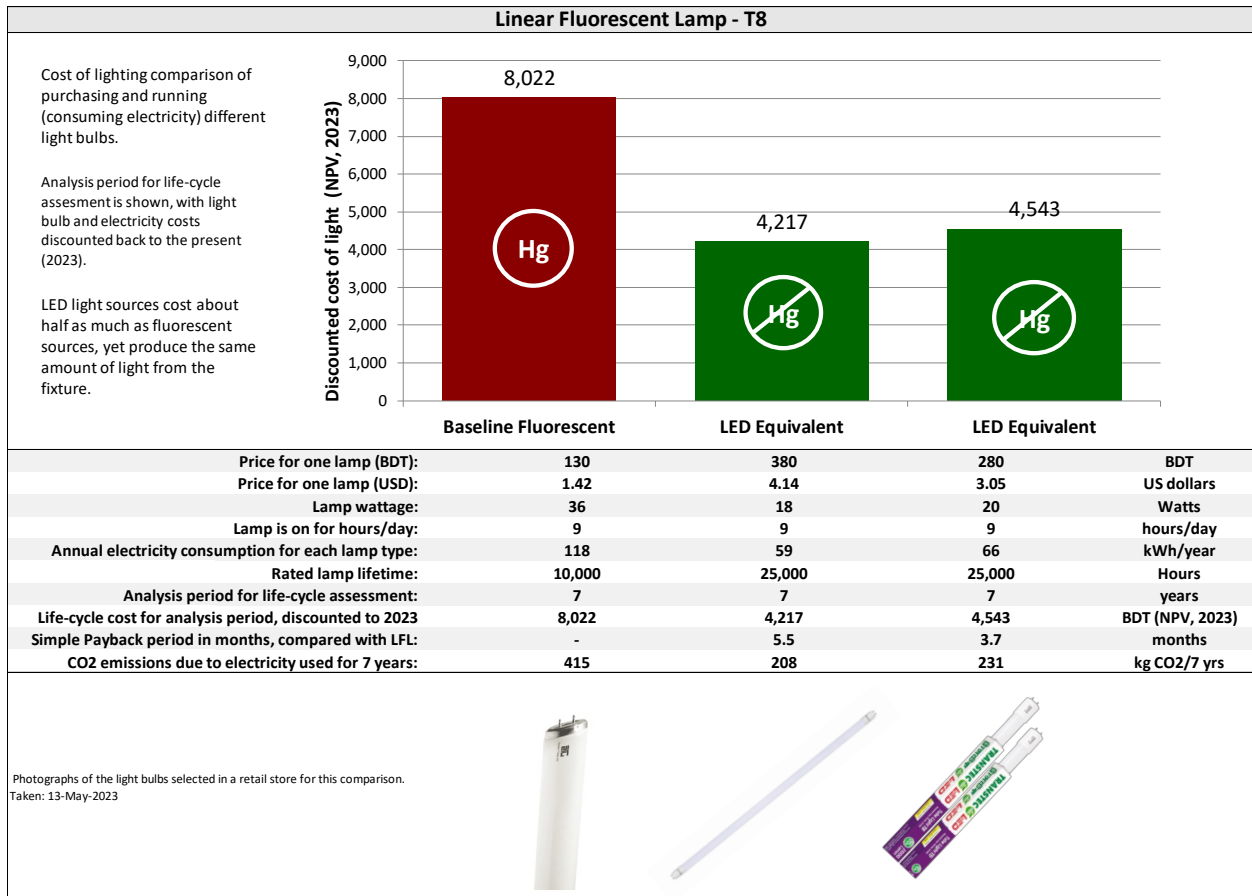 Linear Fluorescent Lamp - T8
Cost of lighting comparison of
purchasing and running
(consuming electricity) different
light bulbs.
Analysis period for life-cycle
assesment is shown, with light
bulb and electricity costs
discounted back to the present
(2023).
LED light sources cost about
half as much as fluorescent
sources, yet produce the same
amount of light from the
fixture.
Discounted cost of light (NPV, 2023)
9,000
8,000
7,000
6,000
5,000
4,000
3,000
2,000
1,000
0
8,022
4,217
4,543
Hg
Hg
Hg
Baseline Fluorescent LED Equivalent LED Equivalent
Price for one lamp (BDT): 130 380 280 BDT
Price for one lamp (USD): 1.42 4.14 3.05 US dollars
Lamp wattage: 36 18 20 Watts
Lamp is on for hours/day: 9 9 9 hours/day
Annual electricity consumption for each lamp type: 118 59 66 kWh/year
Rated lamp lifetime: 10,000 25,000 25,000 Hours
Analysis period for life-cycle assessment: 7 7 7 years
Life-cycle cost for analysis period, discounted to 2023 8,022 4,217 4,543 BDT (NPV, 2023)
Simple Payback period in months, compared with LFL: - 5.5 3.7 months
CO2 emissions due to electricity used for 7 years: 415 208 231 kg CO2/7 yrs
Photographs of the light bulbs selected in a retail store for this comparison.
Taken: 13-May-2023
TRANSTEC
LED
TRANSTEC
LED